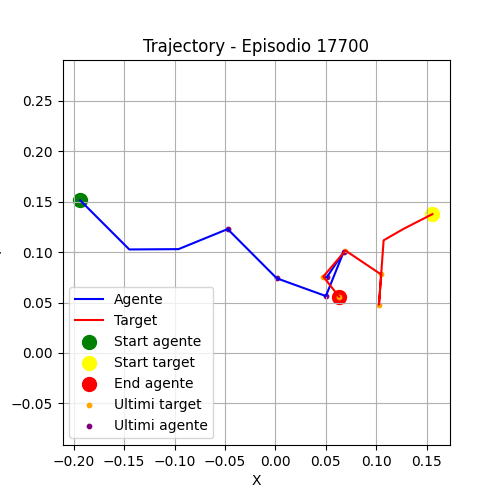 Trajectory - Episodio 17700
0.25
0.20
0.15
0.10
0.05
0.00
−0.05
Agente
Target
Start agente
Start target
End agente
Ultimi target
Ultimi agente
−0.20 −0.15 −0.10 −0.05 0.00 0.05 0.10 0.15
X